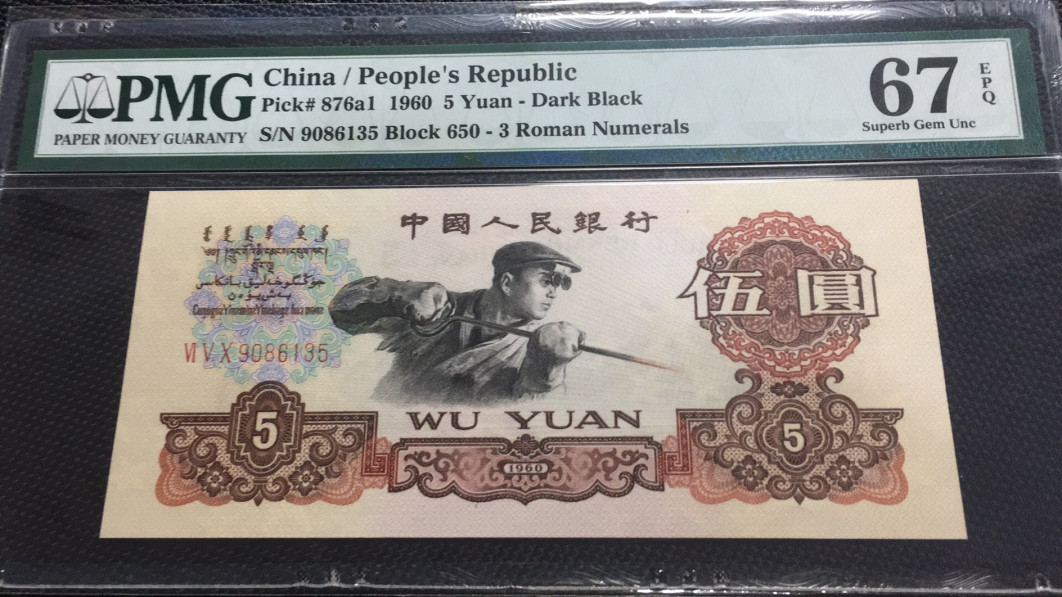 PMG
PAPER MONEY GUARANTY
China / People's Republic
Pick# 876a1 1960 5 Yuan - Dark Black
S/N 9086135 Block 650 - 3 Roman Numerals
67
EPQ
Superb Gem Unc
中國人民銀行
伍圓
VI V X 9086135
WU YUAN
5
5
1960